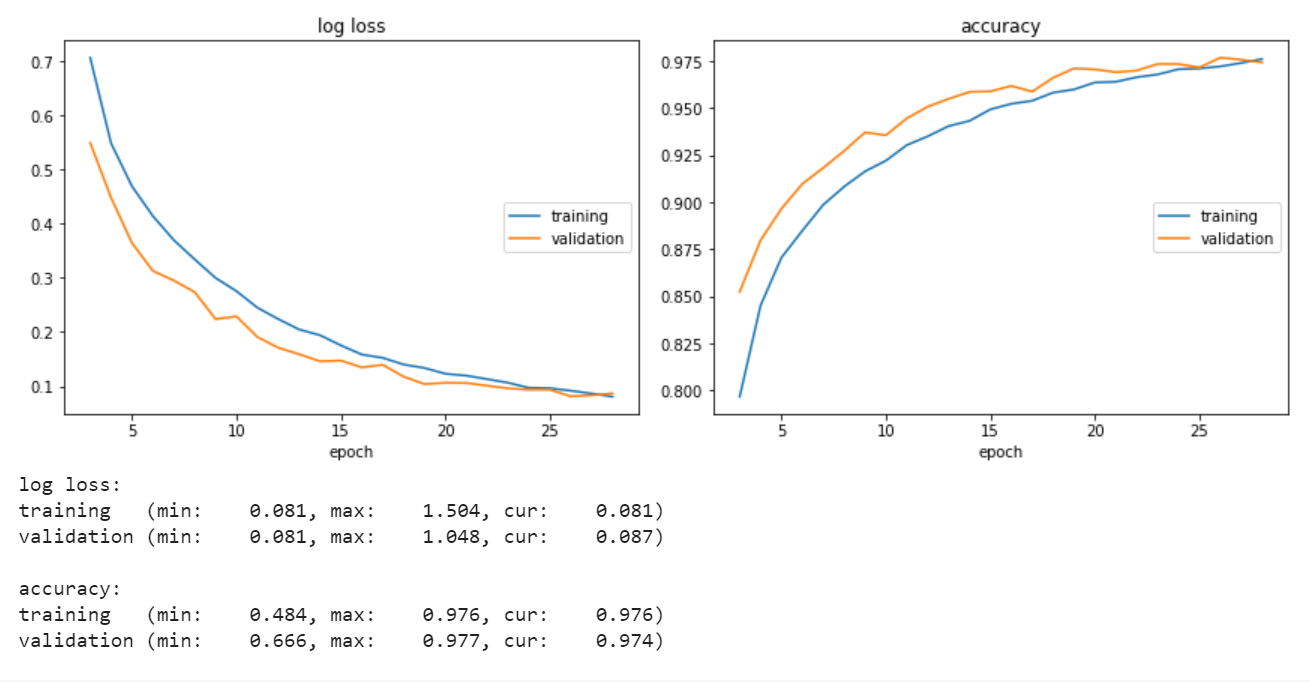 log loss
0.7
0.6
0.5
0.4
0.3
0.2
0.1
training
validation
5 10 15 20 25
epoch
accuracy
0.975
0.950
0.925
0.900
0.875
0.850
0.825
0.800
training
validation
5 10 15 20 25
epoch
log loss:
training   (min:    0.081, max:    1.504, cur:    0.081)
validation (min:    0.081, max:    1.048, cur:    0.087)
accuracy:
training   (min:    0.484, max:    0.976, cur:    0.976)
validation (min:    0.666, max:    0.977, cur:    0.974)